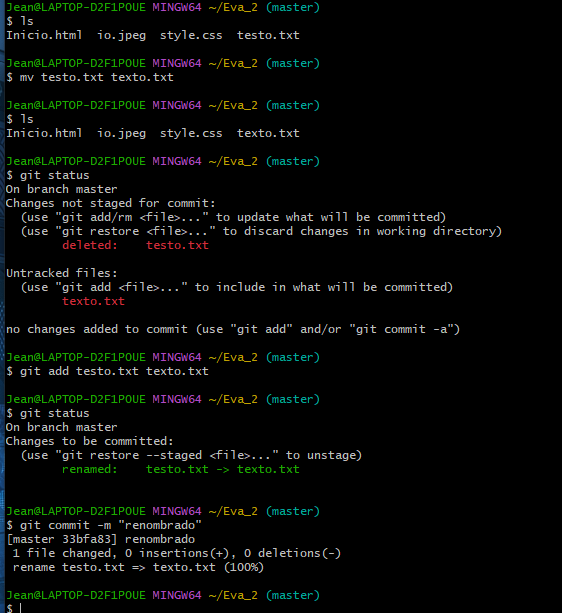 Jean@LAPTOP-D2F1POUE MINGW64 ~/Eva_2 (master)
$ ls
Inicio.html  io.jpeg  style.css  testo.txt

Jean@LAPTOP-D2F1POUE MINGW64 ~/Eva_2 (master)
$ mv testo.txt texto.txt

Jean@LAPTOP-D2F1POUE MINGW64 ~/Eva_2 (master)
$ ls
Inicio.html  io.jpeg  style.css  texto.txt

Jean@LAPTOP-D2F1POUE MINGW64 ~/Eva_2 (master)
$ git status
On branch master
Changes not staged for commit:
  (use "git add/rm <file>..." to update what will be committed)
  (use "git restore <file>..." to discard changes in working directory)
        deleted:    testo.txt

Untracked files:
  (use "git add <file>..." to include in what will be committed)
        texto.txt

no changes added to commit (use "git add" and/or "git commit -a")

Jean@LAPTOP-D2F1POUE MINGW64 ~/Eva_2 (master)
$ git add testo.txt texto.txt

Jean@LAPTOP-D2F1POUE MINGW64 ~/Eva_2 (master)
$ git status
On branch master
Changes to be committed:
  (use "git restore --staged <file>..." to unstage)
        renamed:    testo.txt -> texto.txt

Jean@LAPTOP-D2F1POUE MINGW64 ~/Eva_2 (master)
$ git commit -m "renombrado"
[master 33bfa83] renombrado
 1 file changed, 0 insertions(+), 0 deletions(-)
 rename testo.txt => texto.txt (100%)

Jean@LAPTOP-D2F1POUE MINGW64 ~/Eva_2 (master)
$